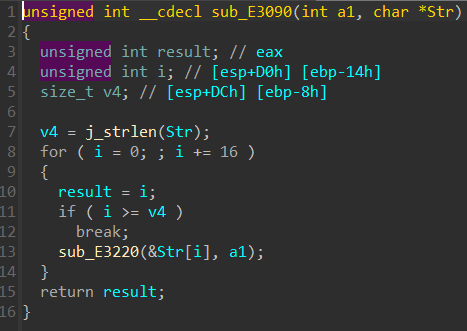 1 unsigned int __cdecl sub_E3090(int a1, char *Str)
2 {
3   unsigned int result; // eax
4   unsigned int i; // [esp+D0h] [ebp-14h]
5   size_t v4; // [esp+DCh] [ebp-8h]
6
7   v4 = j_strlen(Str);
8   for ( i = 0; ; i += 16 )
9   {
10     result = i;
11     if ( i >= v4 )
12       break;
13     sub_E3220(&Str[i], a1);
14   }
15   return result;
16 }